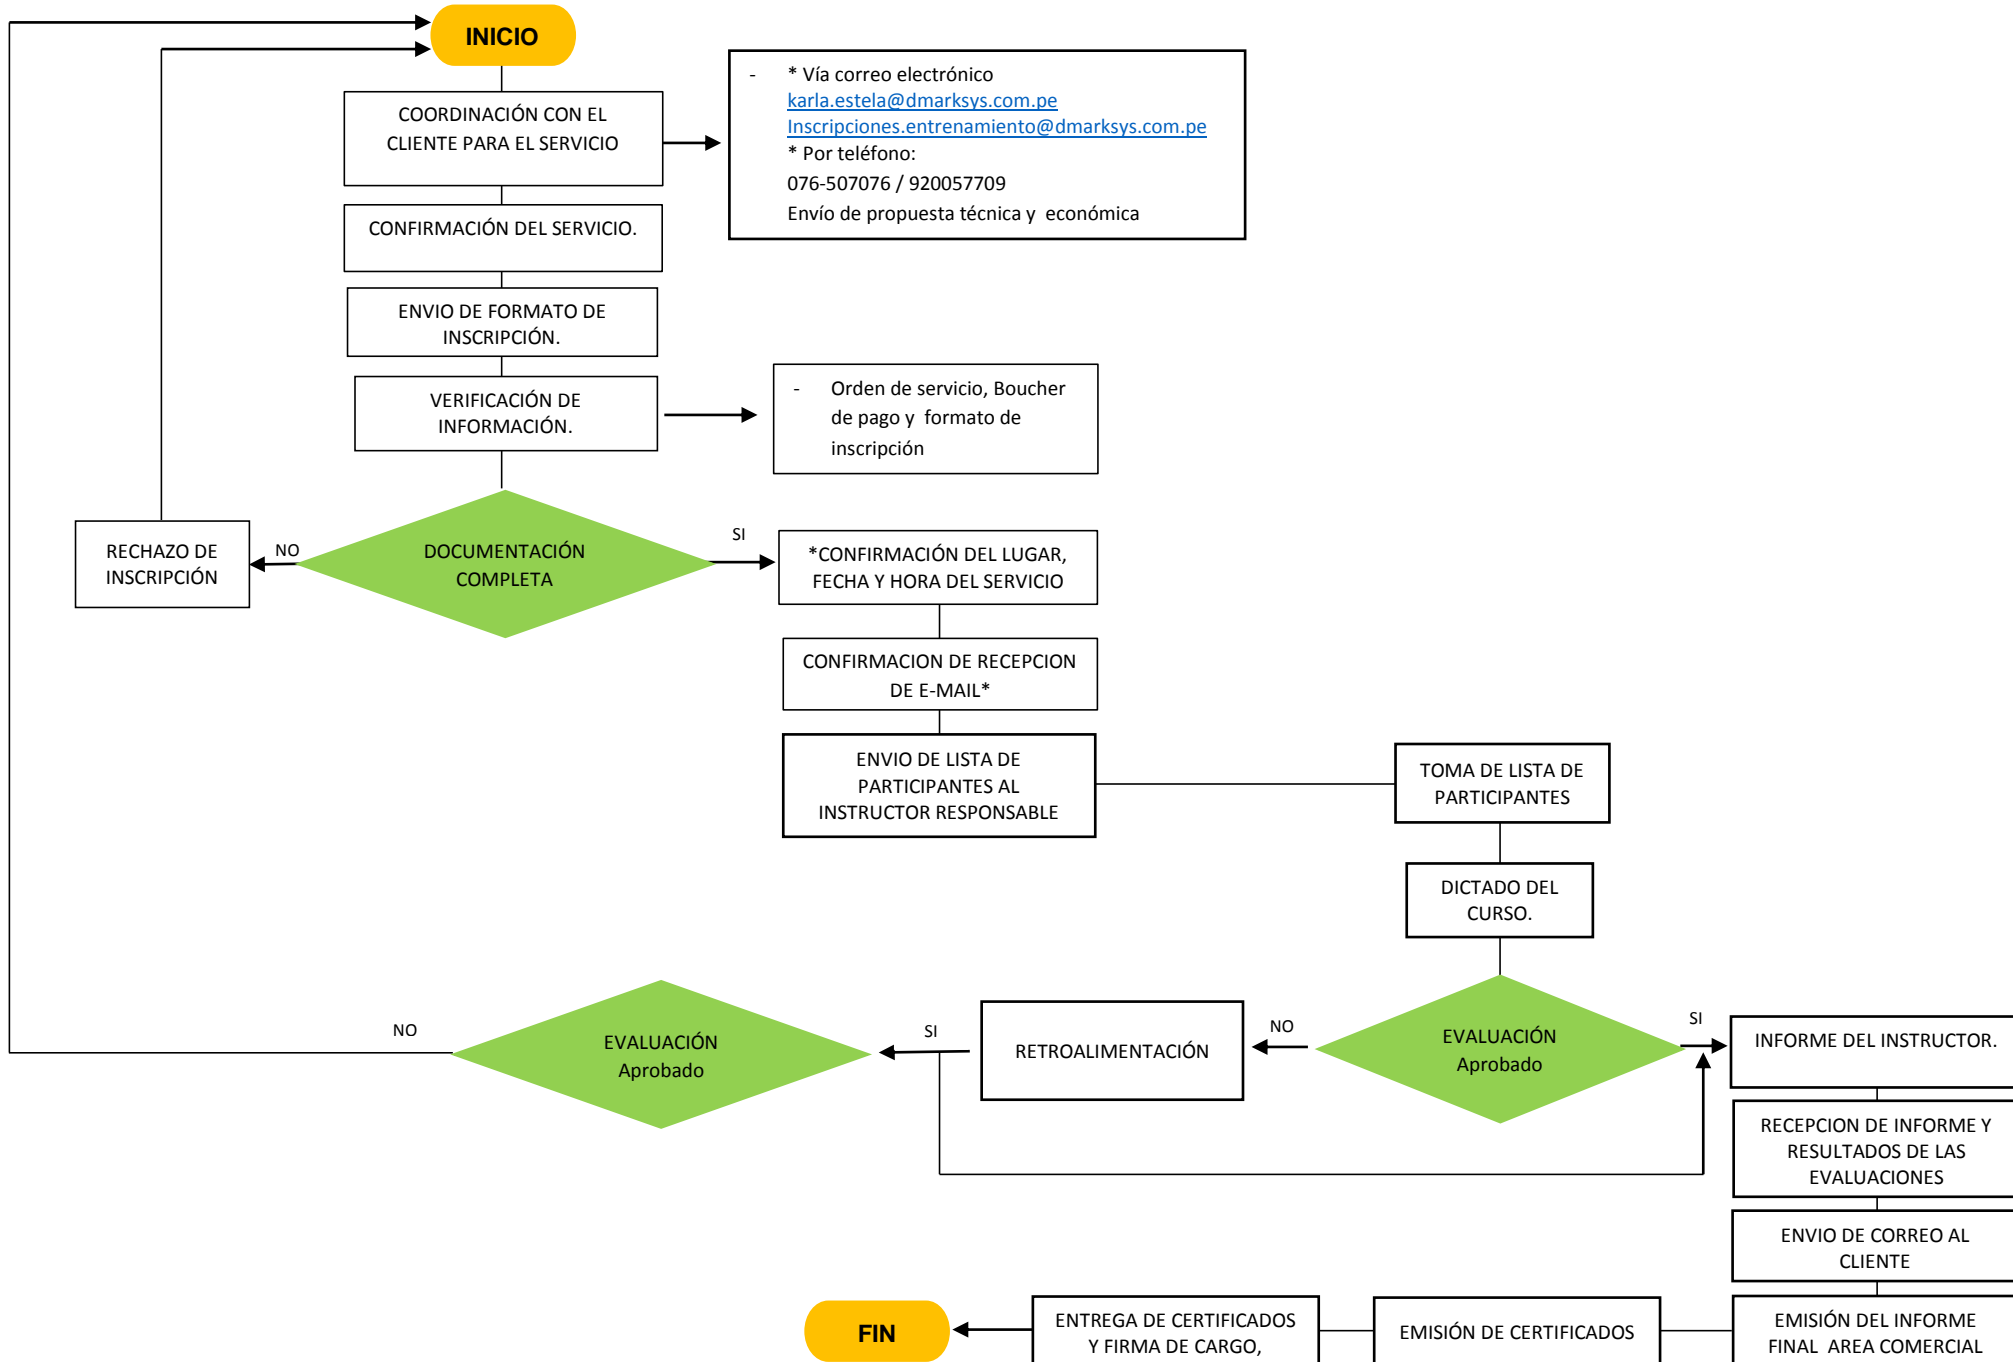 INICIO
- * Vía correo electrónico
karla.estela@dmarksys.com.pe
Inscripciones.entrenamiento@dmarksys.com.pe
* Por teléfono:
076-507076 / 920057709
Envío de propuesta técnica y  económica
COORDINACIÓN CON EL
CLIENTE PARA EL SERVICIO
CONFIRMACIÓN DEL SERVICIO.
ENVIO DE FORMATO DE
INSCRIPCIÓN.
VERIFICACIÓN DE
INFORMACIÓN.
- Orden de servicio, Boucher
de pago y  formato de
inscripción
RECHAZO DE
INSCRIPCIÓN
NO
DOCUMENTACIÓN
COMPLETA
SI
*CONFIRMACIÓN DEL LUGAR,
FECHA Y HORA DEL SERVICIO
CONFIRMACION DE RECEPCION
DE E-MAIL*
ENVIO DE LISTA DE
PARTICIPANTES AL
INSTRUCTOR RESPONSABLE
TOMA DE LISTA DE
PARTICIPANTES
DICTADO DEL
CURSO.
NO
EVALUACIÓN
Aprobado
SI
RETROALIMENTACIÓN
NO
EVALUACIÓN
Aprobado
SI
INFORME DEL INSTRUCTOR.
RECEPCION DE INFORME Y
RESULTADOS DE LAS
EVALUACIONES
ENVIO DE CORREO AL
CLIENTE
FIN
ENTREGA DE CERTIFICADOS
Y FIRMA DE CARGO,
EMISIÓN DE CERTIFICADOS
EMISIÓN DEL INFORME
FINAL  AREA COMERCIAL